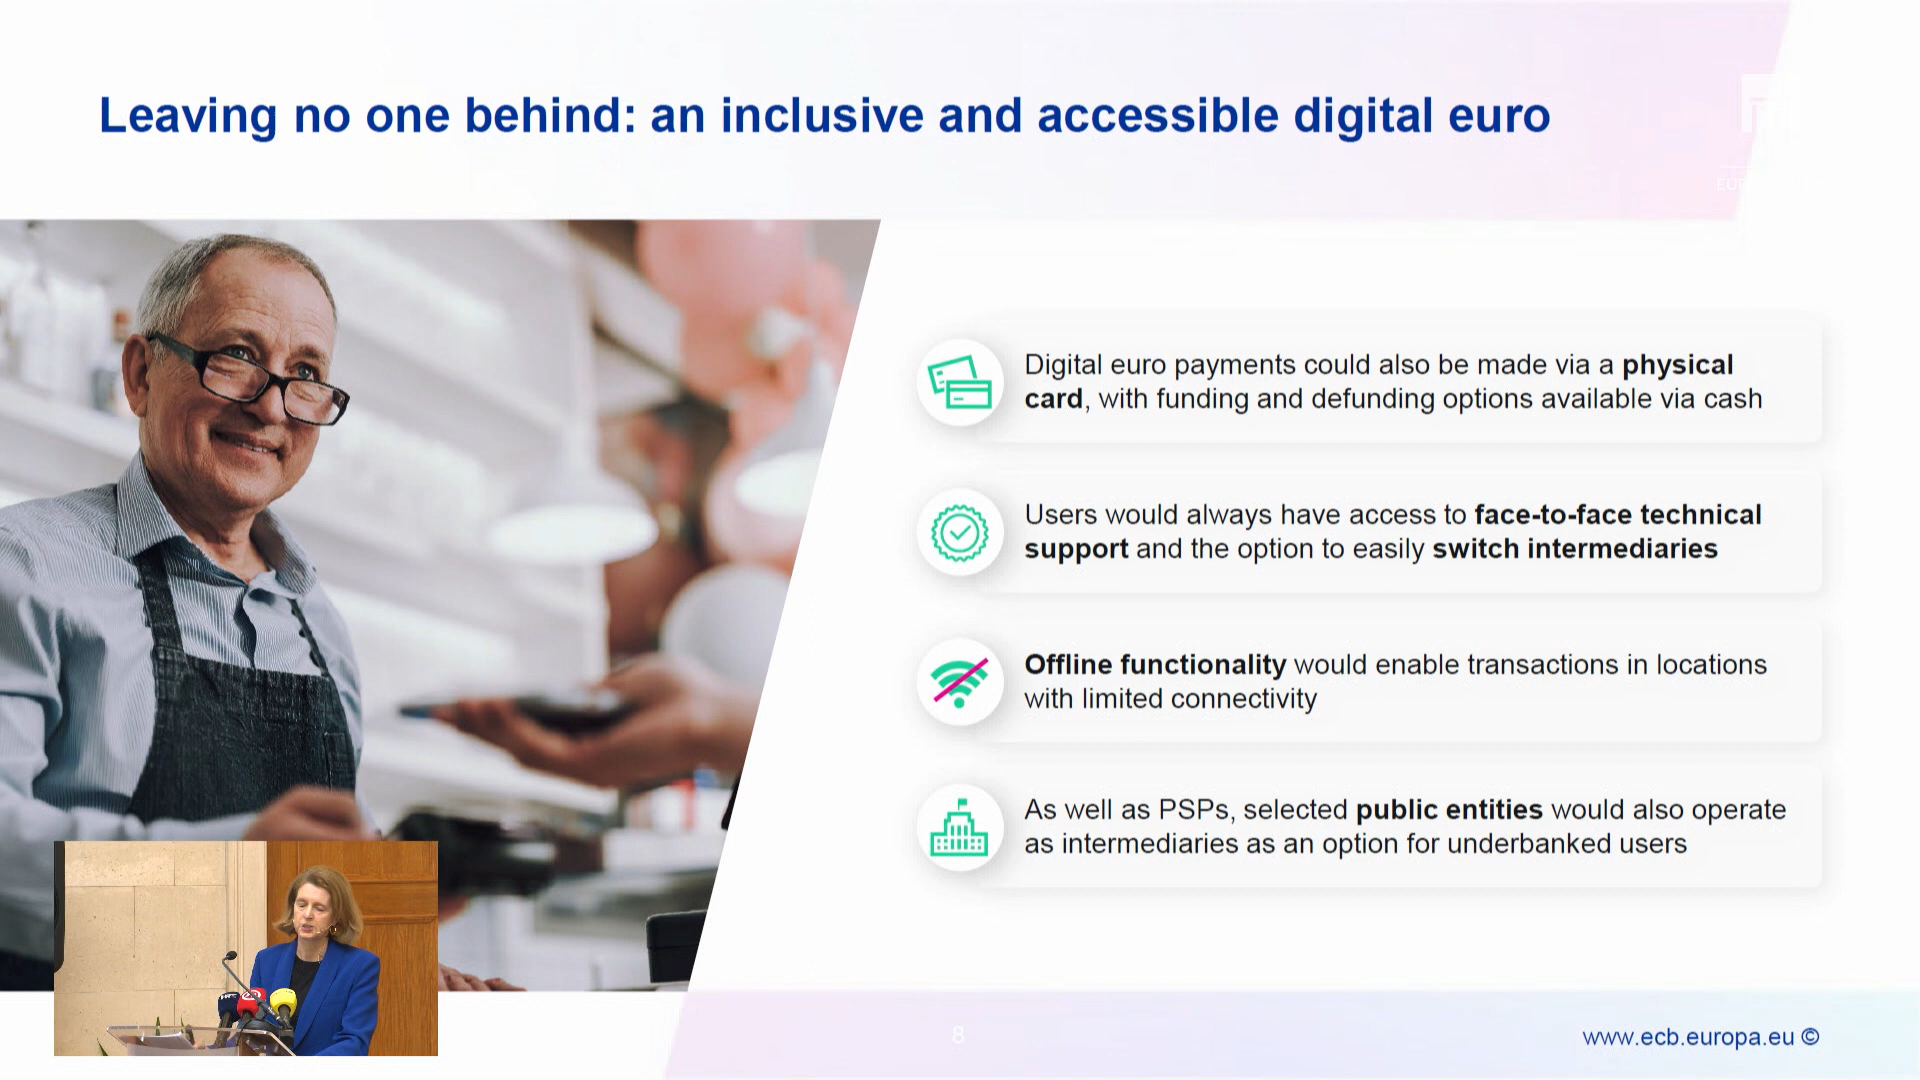 Leaving no one behind: an inclusive and accessible digital euro
EUR
Digital euro payments could also be made via a physical
card, with funding and defunding options available via cash
Users would always have access to face-to-face technical
support and the option to easily switch intermediaries
Offline functionality would enable transactions in locations
with limited connectivity
As well as PSPs, selected public entities would also operate
as intermediaries as an option for underbanked users
8
www.ecb.europa.eu ©